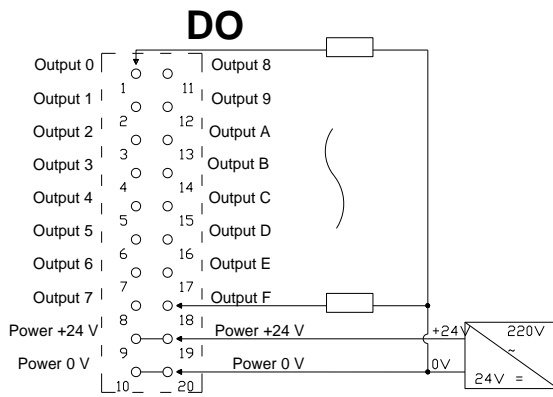 DO
Output 0 Output 8
1 11
Output 1 Output 9
2 12
Output 2 Output A
3 13
Output 3 Output B
4 14
Output 4 Output C
5 15
Output 5 Output D
6 16
Output 6 Output E
7 17
Output 7 Output F
8 18
Power +24 V Power +24 V +24V 220V
~
9 19
Power 0 V Power 0 V 0V
24V =
10 20